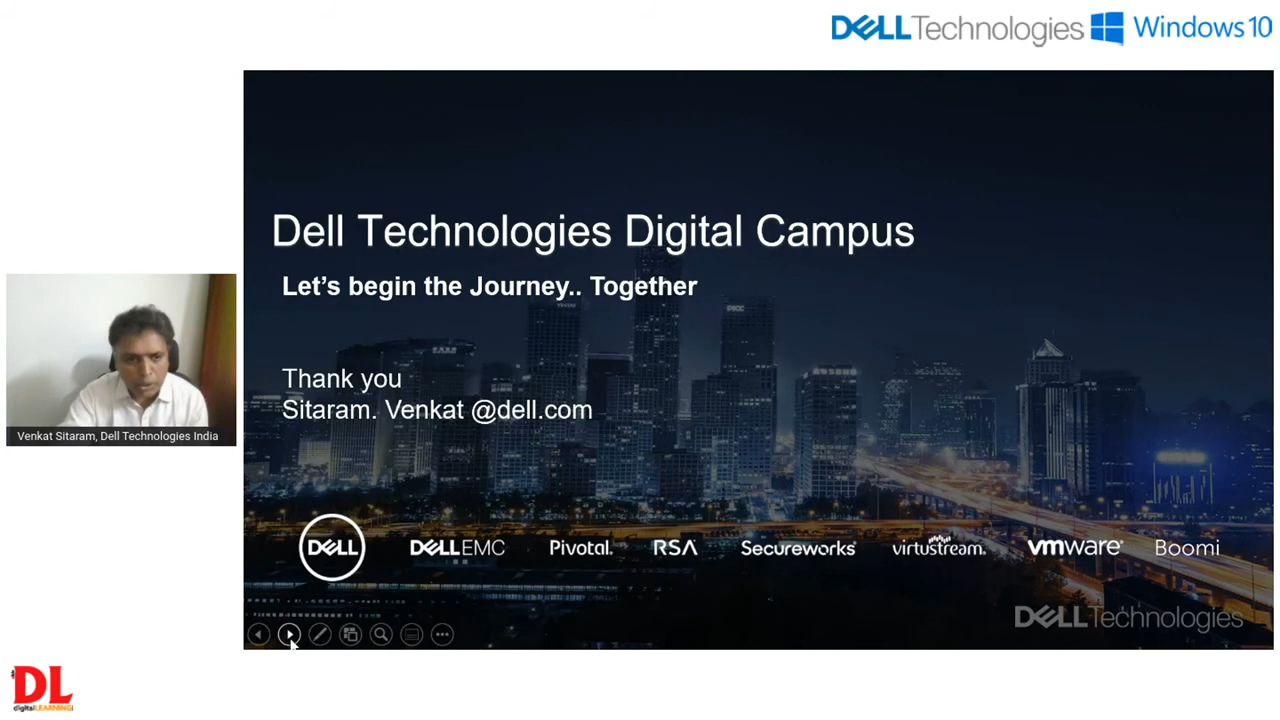 DELLTechnologies Windows 10
Dell Technologies Digital Campus
Let's begin the Journey.. Together
Thank you
Sitaram. Venkat @dell.com
Venkat Sitaram, Dell Technologies India
DELL DELLEMC Pivotal. RSA Secureworks virtustream. vmware Boomi
DELLTechnologies
DL
digitalLEARNING